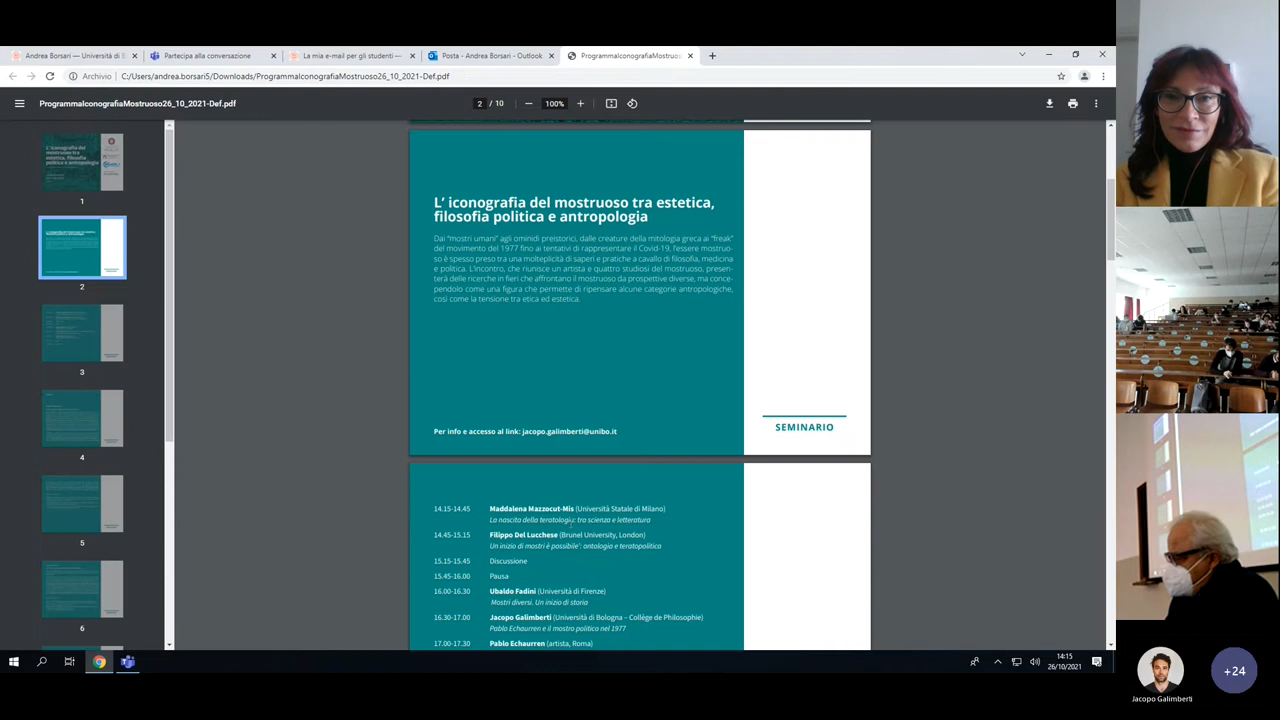 Andrea Borsari — Università di B
Partecipa alla conversazione
La mia e-mail per gli studenti —
Posta - Andrea Borsari - Outlook
ProgrammaIconografiaMostruos
Archivio
C:/Users/andrea.borsari5/Downloads/ProgrammaIconografiaMostruoso26_10_2021-Def.pdf
ProgrammaIconografiaMostruoso26_10_2021-Def.pdf
2 / 10
100%
1
2
3
4
5
6
L' iconografia del mostruoso tra estetica,
filosofia politica e antropologia
Dai "mostri umani" agli ominidi preistorici, dalle creature della mitologia greca ai "freak"
del movimento del 1977 fino ai tentativi di rappresentare il Covid-19, l'essere mostruo-
so è spesso preso tra una molteplicità di saperi e pratiche a cavallo di filosofia, medicina
e politica. L'incontro, che riunisce un artista e quattro studiosi del mostruoso, presen-
terà delle ricerche in fieri che affrontano il mostruoso da prospettive diverse, ma conce-
pendolo come una figura che permette di ripensare alcune categorie antropologiche,
così come la tensione tra etica ed estetica.
Per info e accesso al link: jacopo.galimberti@unibo.it
SEMINARIO
14.15-14.45 Maddalena Mazzocut-Mis (Università Statale di Milano)
La nascita della teratologia: tra scienza e letteratura
14.45-15.15 Filippo Del Lucchese (Brunel University, London)
Un inizio di mostri è possibile': ontologia e teratopolitica
15.15-15.45 Discussione
15.45-16.00 Pausa
16.00-16.30 Ubaldo Fadini (Università di Firenze)
Mostri diversi. Un inizio di storia
16.30-17.00 Jacopo Galimberti (Università di Bologna – Collège de Philosophie)
Pablo Echaurren e il mostro politico nel 1977
17.00-17.30 Pablo Echaurren (artista, Roma)
14:15
26/10/2021
Jacopo Galimberti
+24